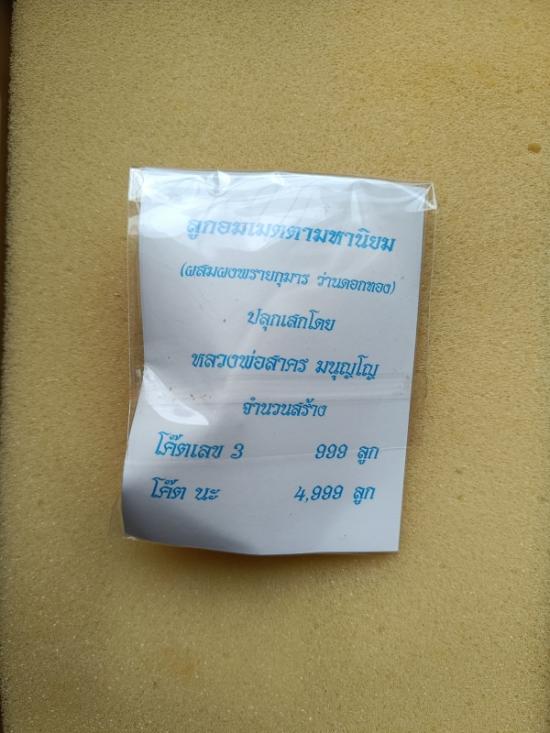 ลูกอมเมตตามหานิยม
(ผสมผงพรายกุมาร ว่านดอกทอง)
ปลุกเสกโดย
หลวงพ่อสาคร มนุญฺโญ
จำนวนสร้าง
โค๊ตเลข 3 999 ลูก
โค๊ต นะ 4,999 ลูก